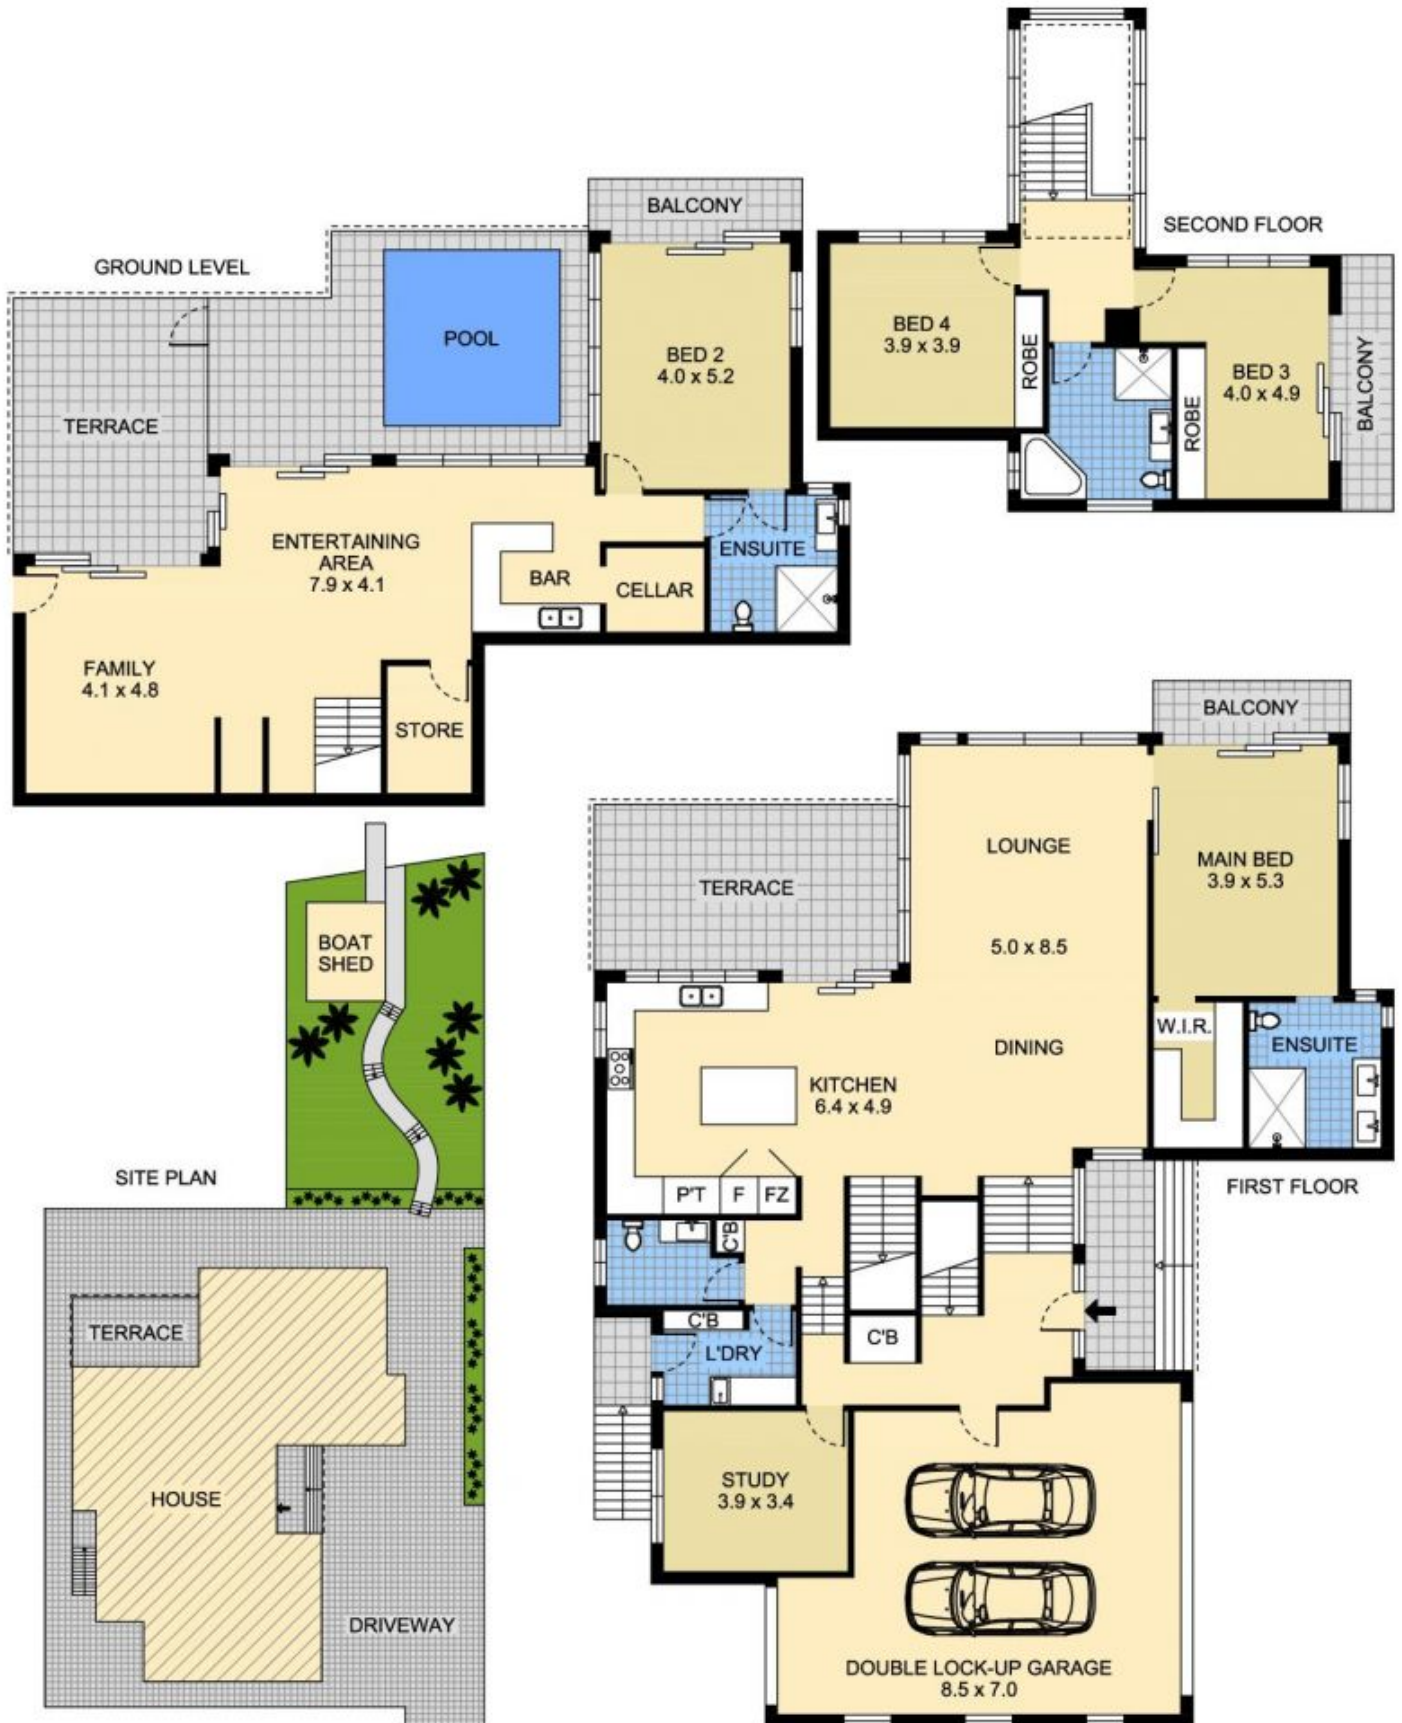 GROUND LEVEL
BALCONY
POOL
BED 2
4.0 x 5.2
TERRACE
ENTERTAINING
AREA
7.9 x 4.1
BAR
CELLAR
ENSUITE
FAMILY
4.1 x 4.8
STORE
SECOND FLOOR
BED 4
3.9 x 3.9
ROBE
BED 3
4.0 x 4.9
ROBE
BALCONY
BALCONY
LOUNGE
MAIN BED
3.9 x 5.3
TERRACE
5.0 x 8.5
DINING
W.I.R.
ENSUITE
KITCHEN
6.4 x 4.9
P'T
F
FZ
FIRST FLOOR
C'B
C'B
L'DRY
C'B
STUDY
3.9 x 3.4
DOUBLE LOCK-UP GARAGE
8.5 x 7.0
BOAT
SHED
SITE PLAN
TERRACE
HOUSE
DRIVEWAY